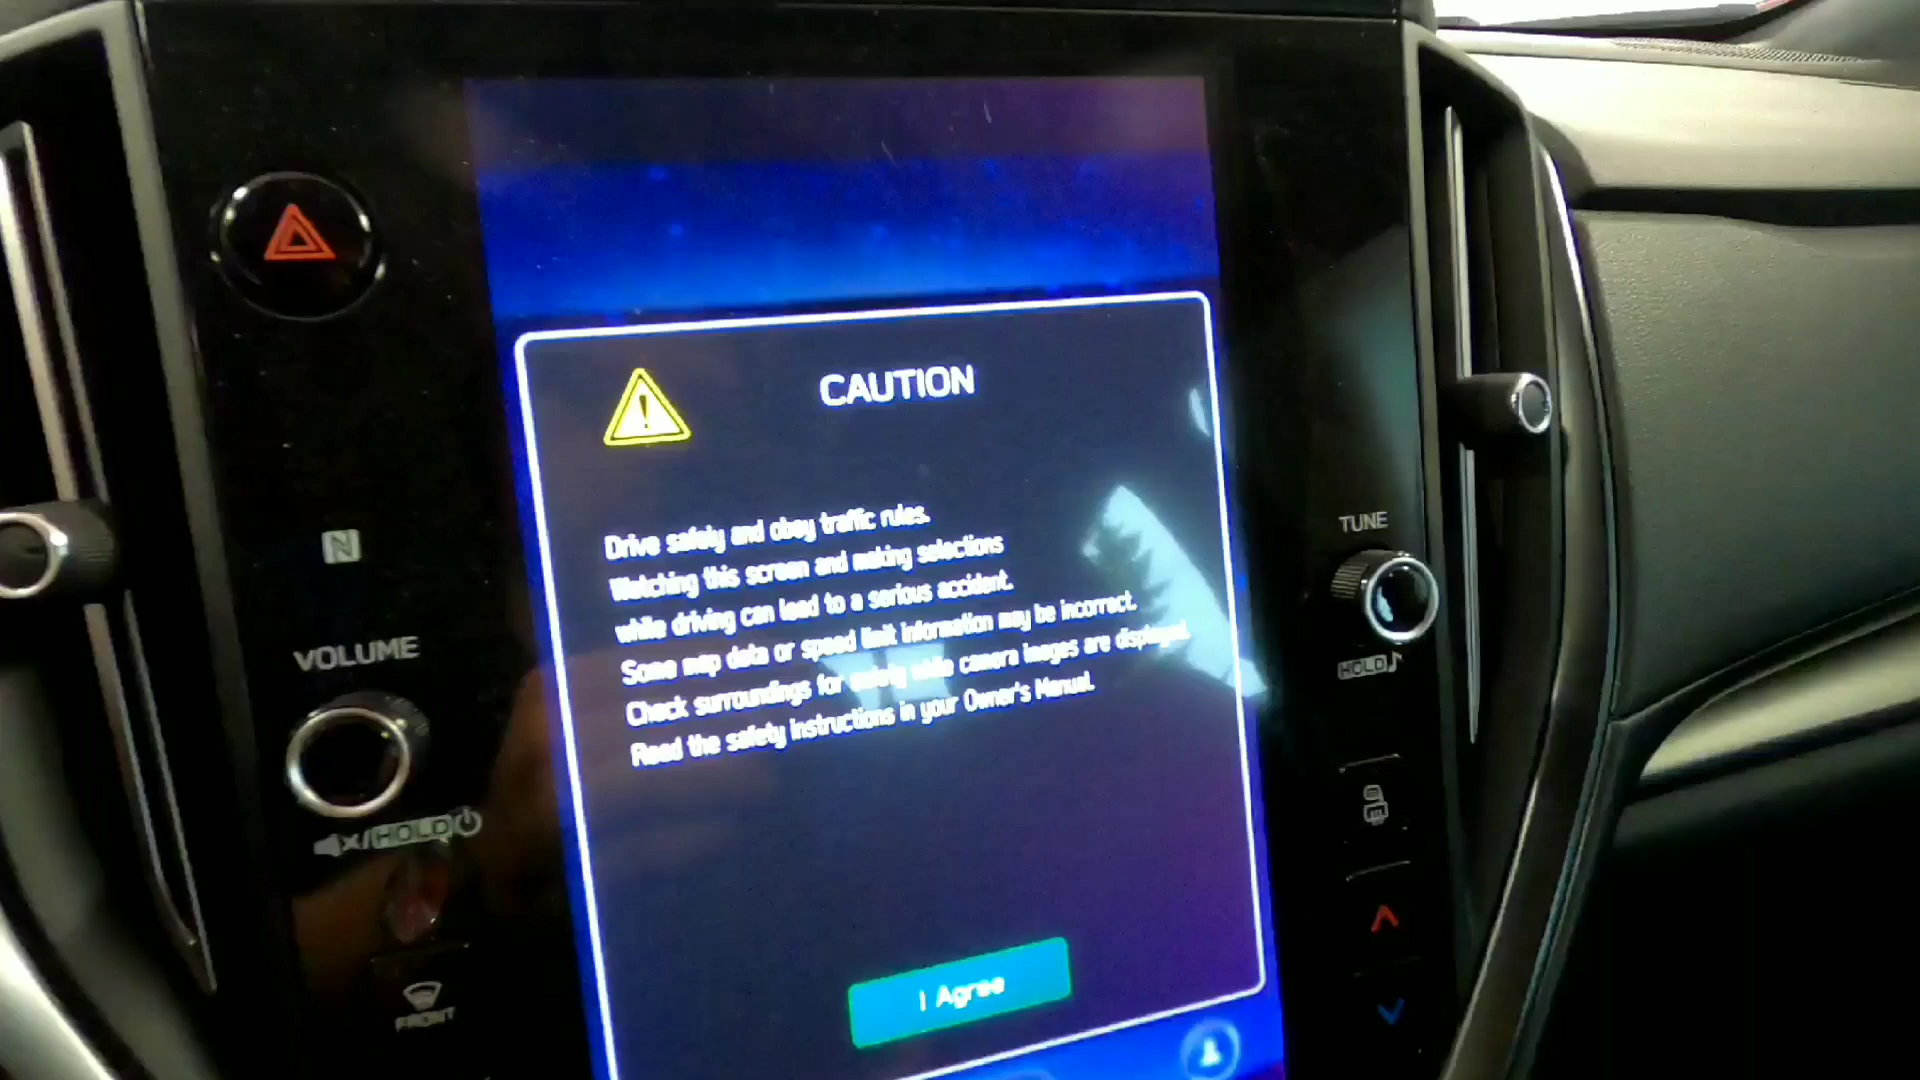 CAUTION
Drive safely and obey traffic rules.
Watching this screen and making selections
while driving can lead to a serious accident.
Some map data or speed limit information may be incorrect.
Check surroundings for safety while camera images are displayed.
Read the safety instructions in your Owner's Manual.
I Agree
N
VOLUME
/HOLD
FRONT
TUNE
HOLD